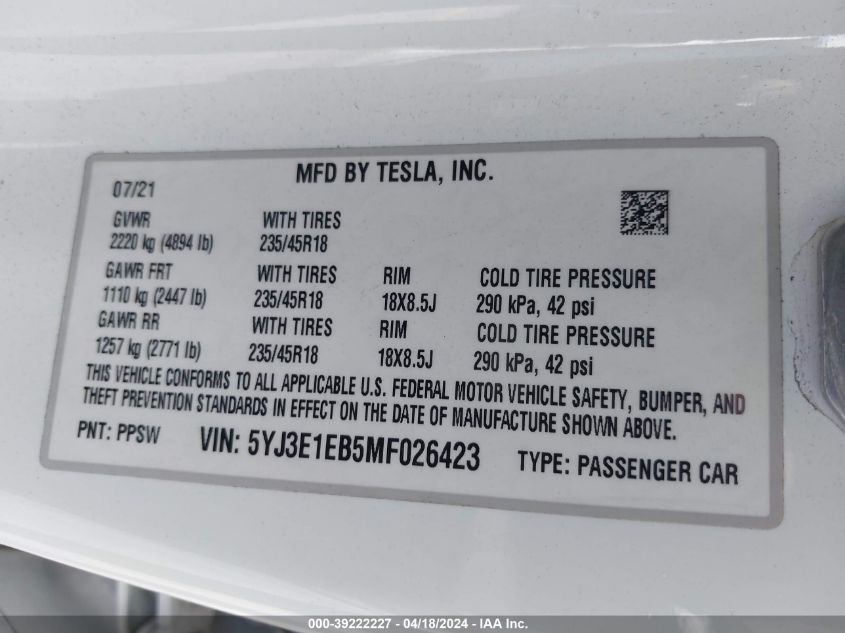 MFD BY TESLA, INC.
07/21
GVWR WITH TIRES
2220 kg (4894 lb) 235/45R18
GAWR FRT WITH TIRES RIM COLD TIRE PRESSURE
1110 kg (2447 lb) 235/45R18 18X8.5J 290 kPa, 42 psi
GAWR RR WITH TIRES RIM COLD TIRE PRESSURE
1257 kg (2771 lb) 235/45R18 18X8.5J 290 kPa, 42 psi
THIS VEHICLE CONFORMS TO ALL APPLICABLE U.S. FEDERAL MOTOR VEHICLE SAFETY, BUMPER, AND
THEFT PREVENTION STANDARDS IN EFFECT ON THE DATE OF MANUFACTURE SHOWN ABOVE.
PNT: PPSW VIN: 5YJ3E1EB5MF026423 TYPE: PASSENGER CAR
000-39222227 - 04/18/2024 - IAA Inc.